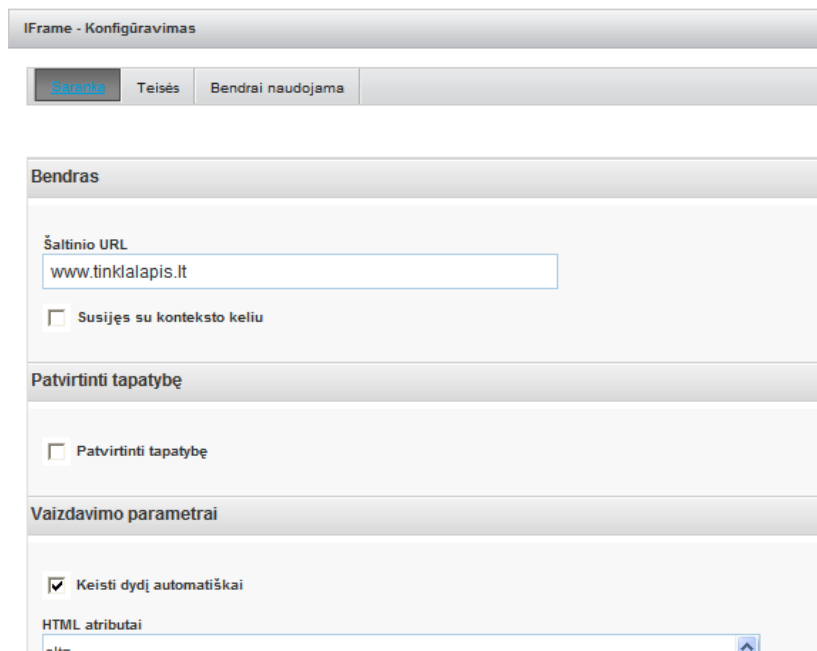 IFrame - Konfigūravimas
Sąranka Teisės Bendrai naudojama
Bendras
Šaltinio URL
www.tinklalapis.lt
Susijęs su konteksto keliu
Patvirtinti tapatybę
Patvirtinti tapatybę
Vaizdavimo parametrai
Keisti dydį automatiškai
HTML atributai